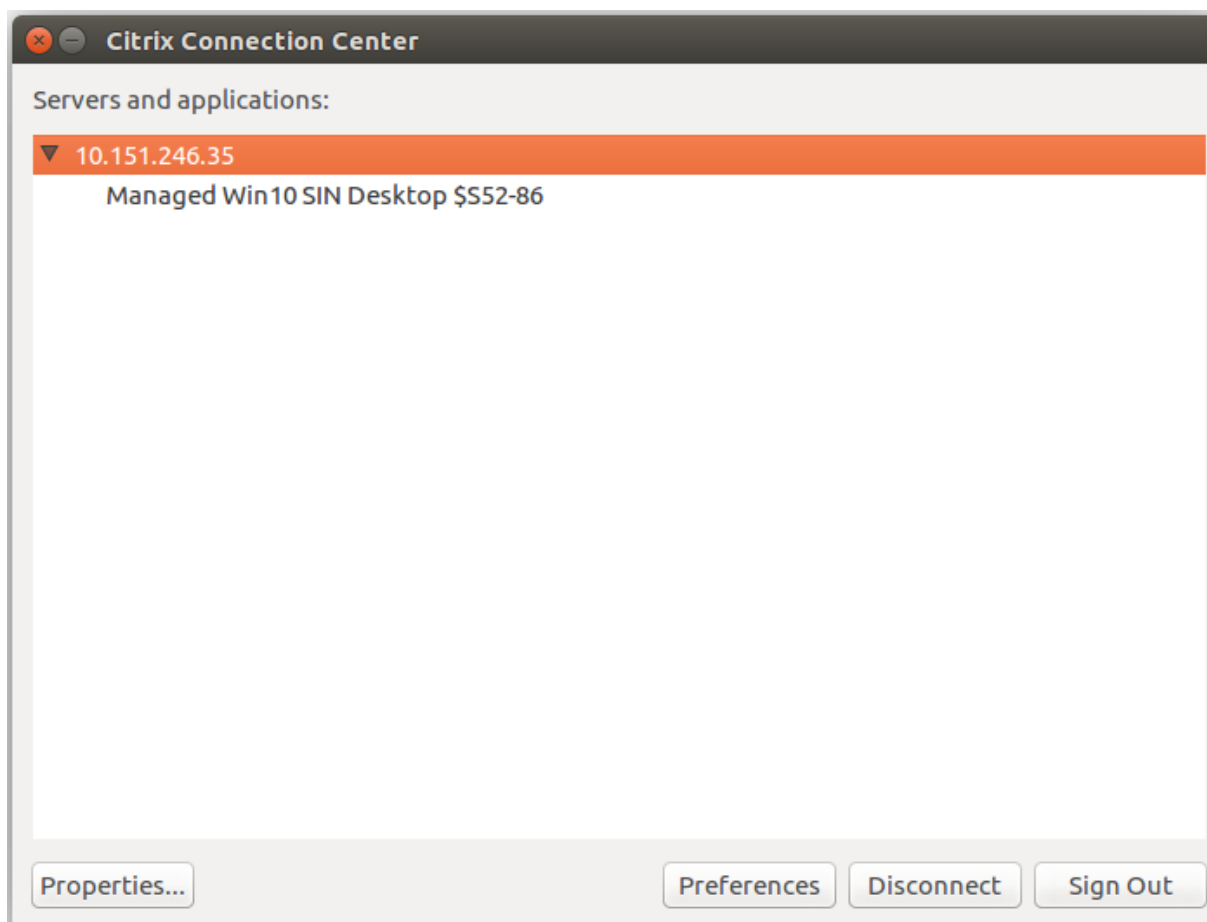 Citrix Connection Center
Servers and applications:
10.151.246.35
Managed Win10 SIN Desktop $S52-86
Properties... Preferences Disconnect Sign Out